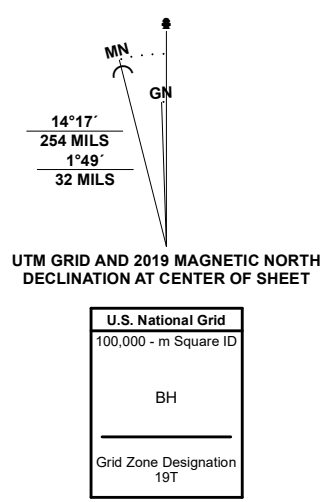 MN
GN
14°17´
254 MILS
1°49´
32 MILS
UTM GRID AND 2019 MAGNETIC NORTH
DECLINATION AT CENTER OF SHEET
U.S. National Grid
100,000 - m Square ID
BH
Grid Zone Designation
19T